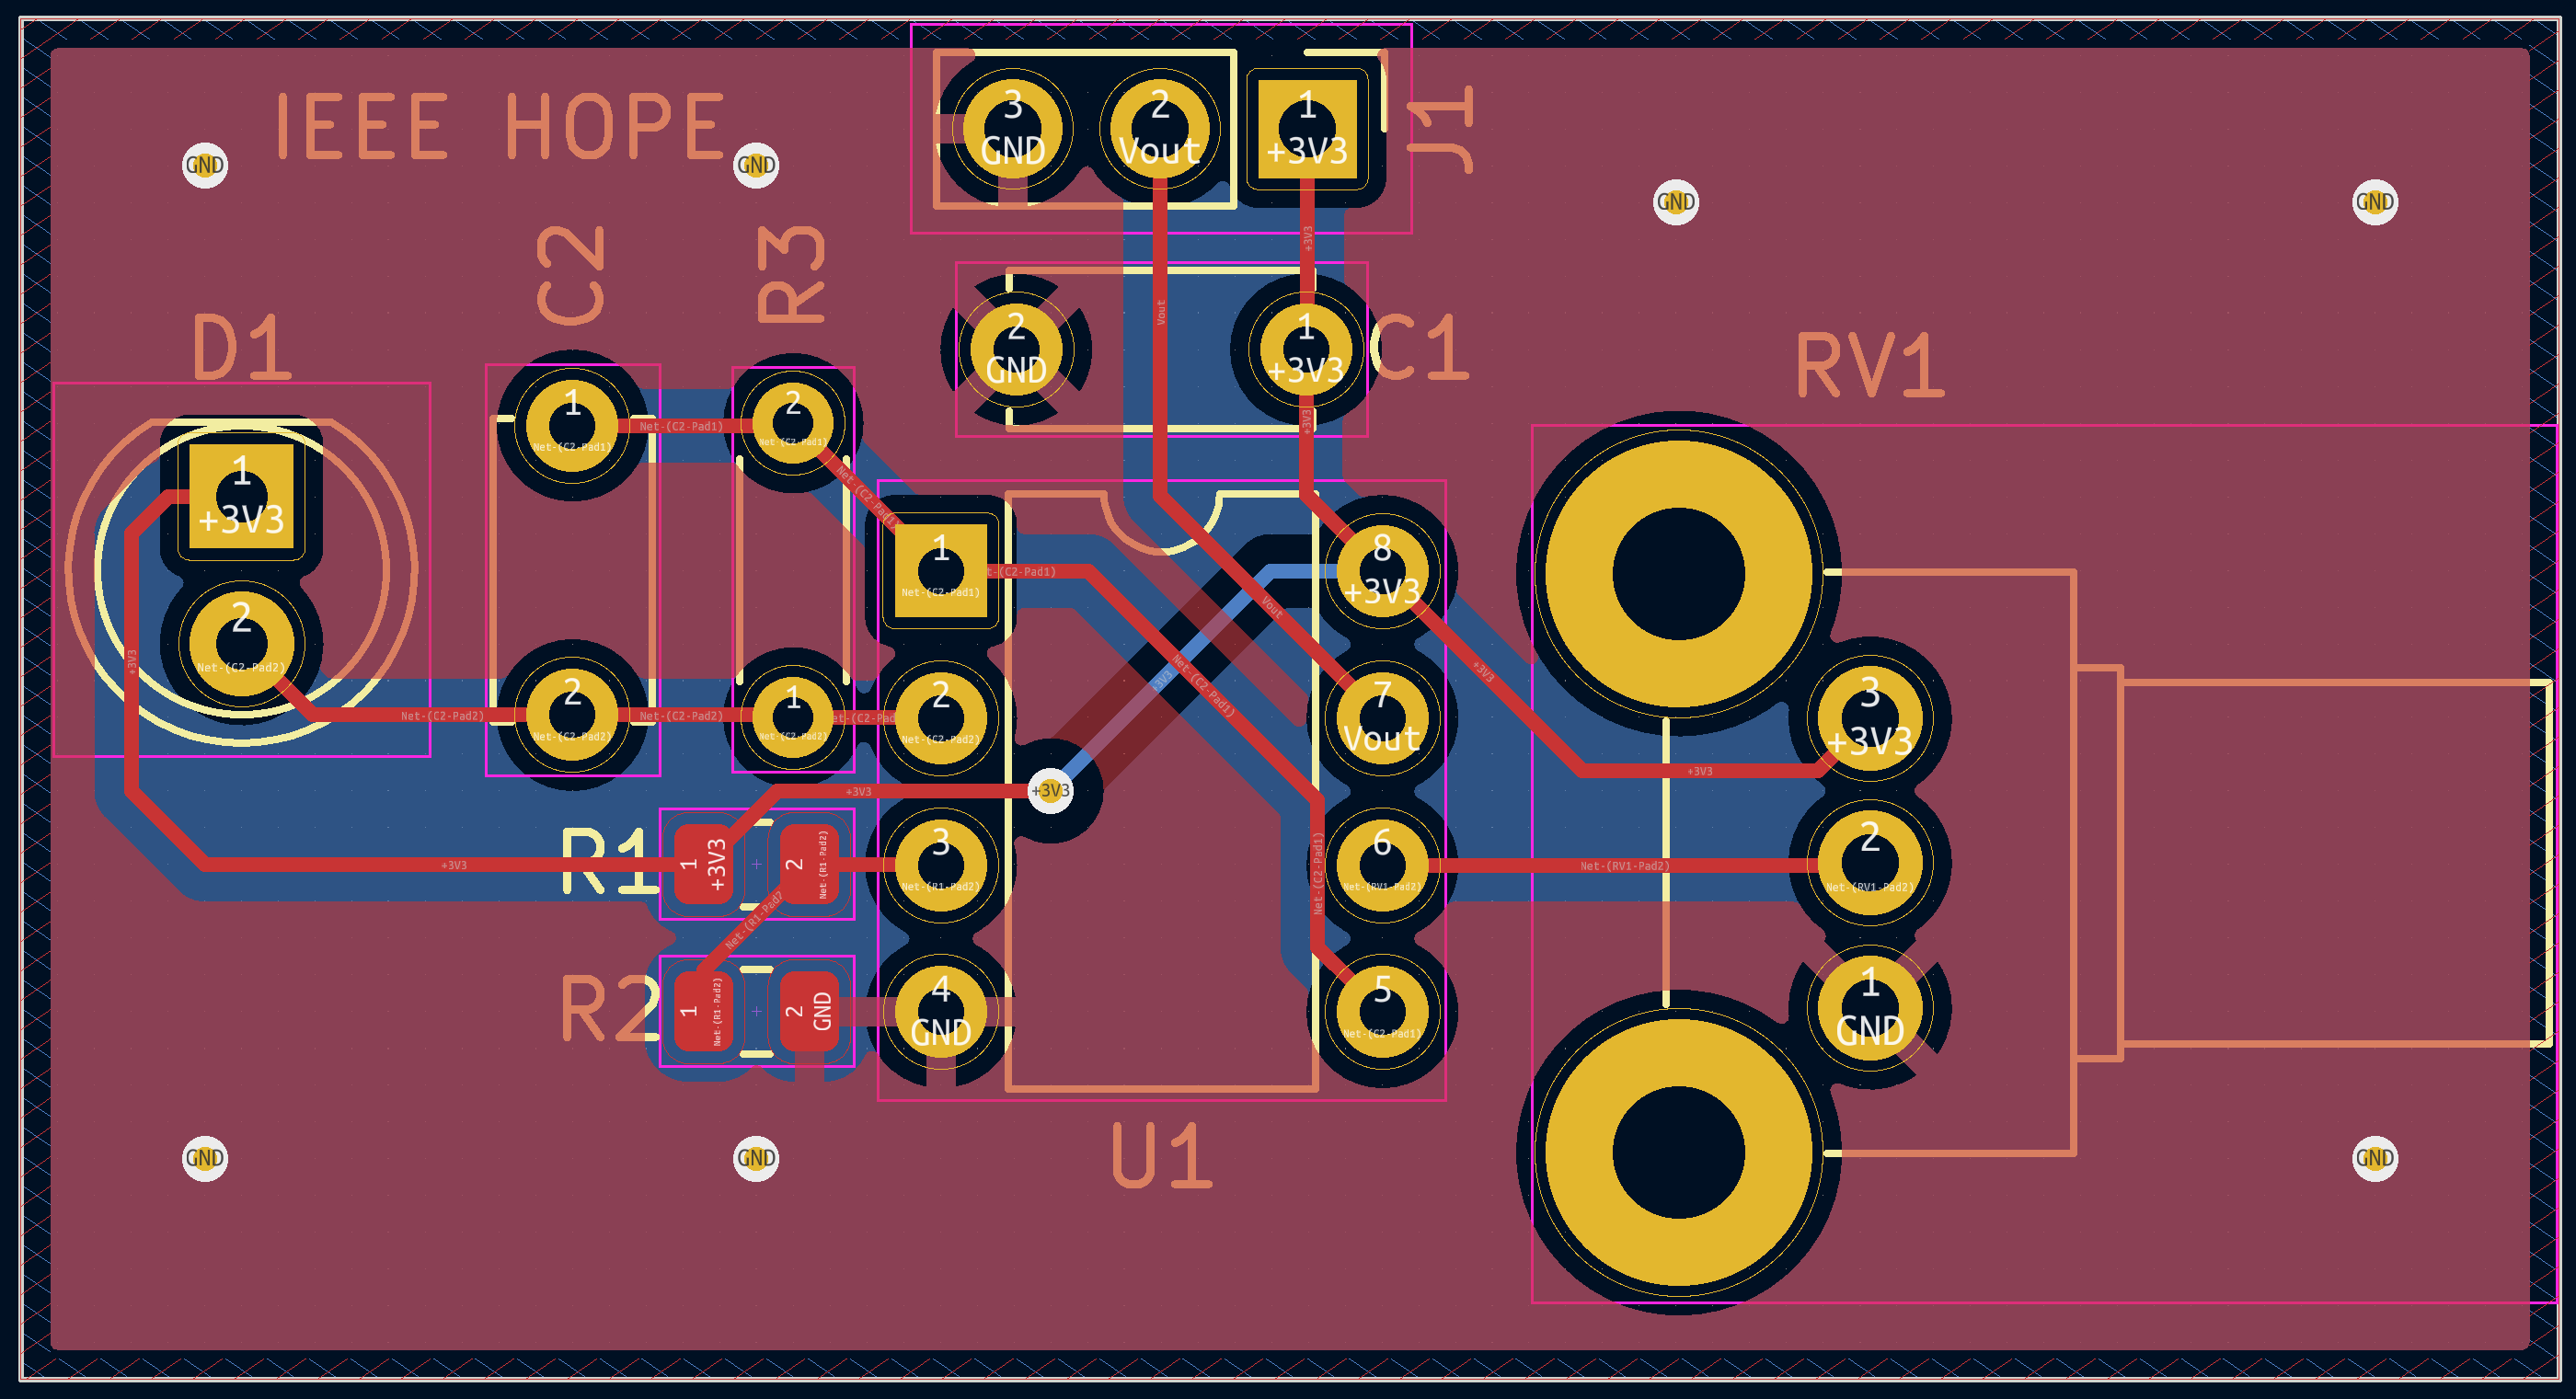 IEEE HOPE
GND
GND
3
GND
2
Vout
1
+3V3
J1
GND
GND
+3V3
C2
R3
D1
2
GND
Vout
1
+3V3
C1
RV1
+3V3
1
+3V3
2
Net-(C2-Pad2)
+3V3
1
Net-(C2-Pad1)
Net-(C2-Pad1)
2
Net-(C2-Pad1)
Net-(C2-Pad1)
1
Net-(C2-Pad1)
t-(C2-Pad1)
Vout
8
+3V3
+3V3
Net-(C2-Pad2)
2
Net-(C2-Pad2)
Net-(C2-Pad2)
1
Net-(C2-Pad2)
et-(C2-Pad
2
Net-(C2-Pad2)
+3V3
Net-(C2-Pad1)
7
Vout
3
+3V3
+3V3
+3V3
+3V3
+3V3
R1
1
+3V3
2
Net-(R1-Pad2)
3
Net-(R1-Pad2)
Net-(C2-Pad1)
6
Net-(RV1-Pad2)
Net-(RV1-Pad2)
2
Net-(RV1-Pad2)
Net-(R1-Pad2
R2
1
Net-(R1-Pad2)
2
GND
4
GND
5
Net-(C2-Pad1)
1
GND
GND
GND
U1
GND